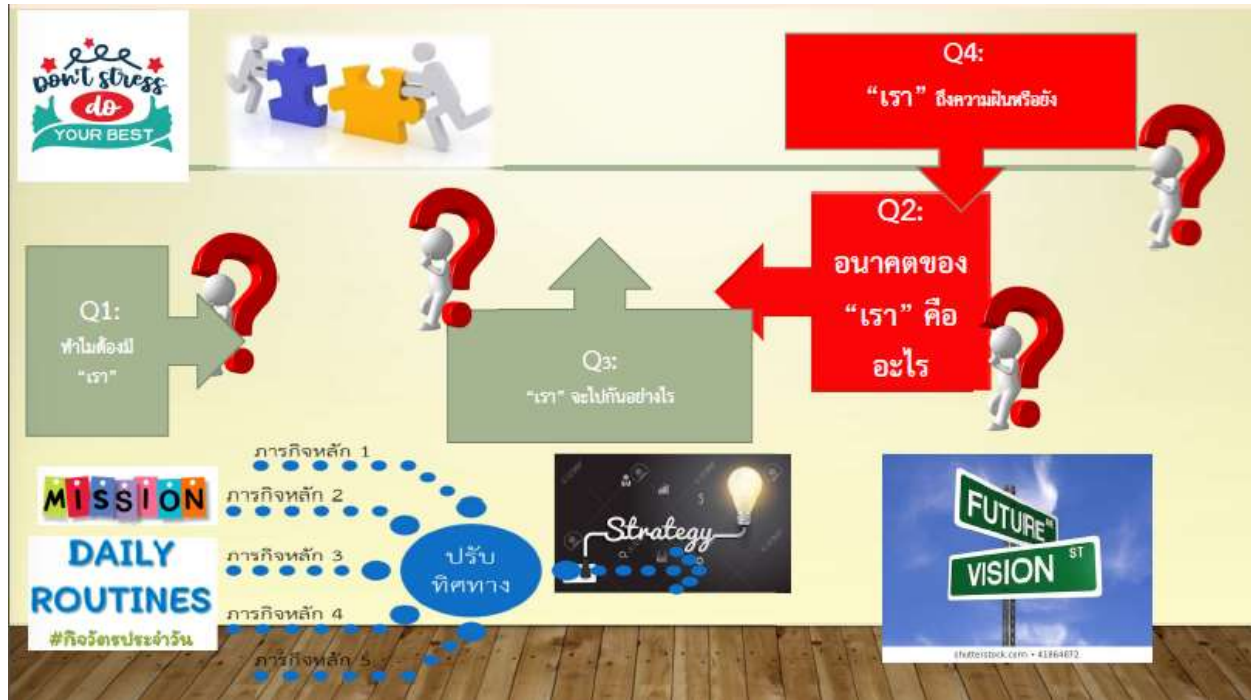 DON'T STRESS
do
YOUR BEST
Q4:
“เรา” ถึงความฝันหรือยัง
Q2:
อนาคตของ
“เรา” คือ
อะไร
Q1:
ทำไมต้องมี
“เรา”
Q3:
“เรา” จะไปกันอย่างไร
ภารกิจหลัก 1
MISSION
ภารกิจหลัก 2
DAILY
ROUTINES
#กิจวัตรประจำวัน
ภารกิจหลัก 3
ภารกิจหลัก 4
ภารกิจหลัก 5
ปรับ
ทิศทาง
Strategy
FUTURE AVE
VISION ST
shutterstock.com • 41864872